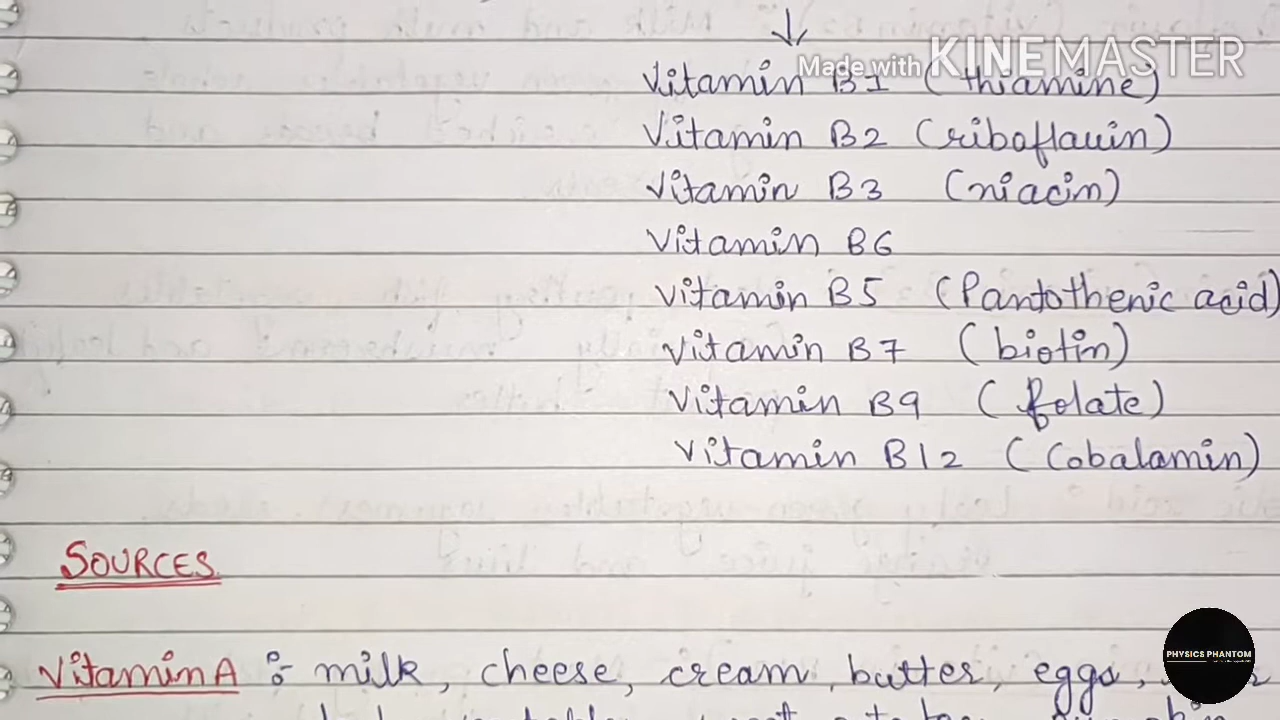 Made with KINEMASTER
Vitamin B1 (thiamine)
Vitamin B2 (riboflavin)
Vitamin B3 (niacin)
Vitamin B6
Vitamin B5 (Pantothenic acid)
Vitamin B7 (biotin)
Vitamin B9 (folate)
Vitamin B12 (Cobalamin)
SOURCES
Vitamin A :- milk, cheese, cream, butter, eggs,
PHYSICS PHANTOM